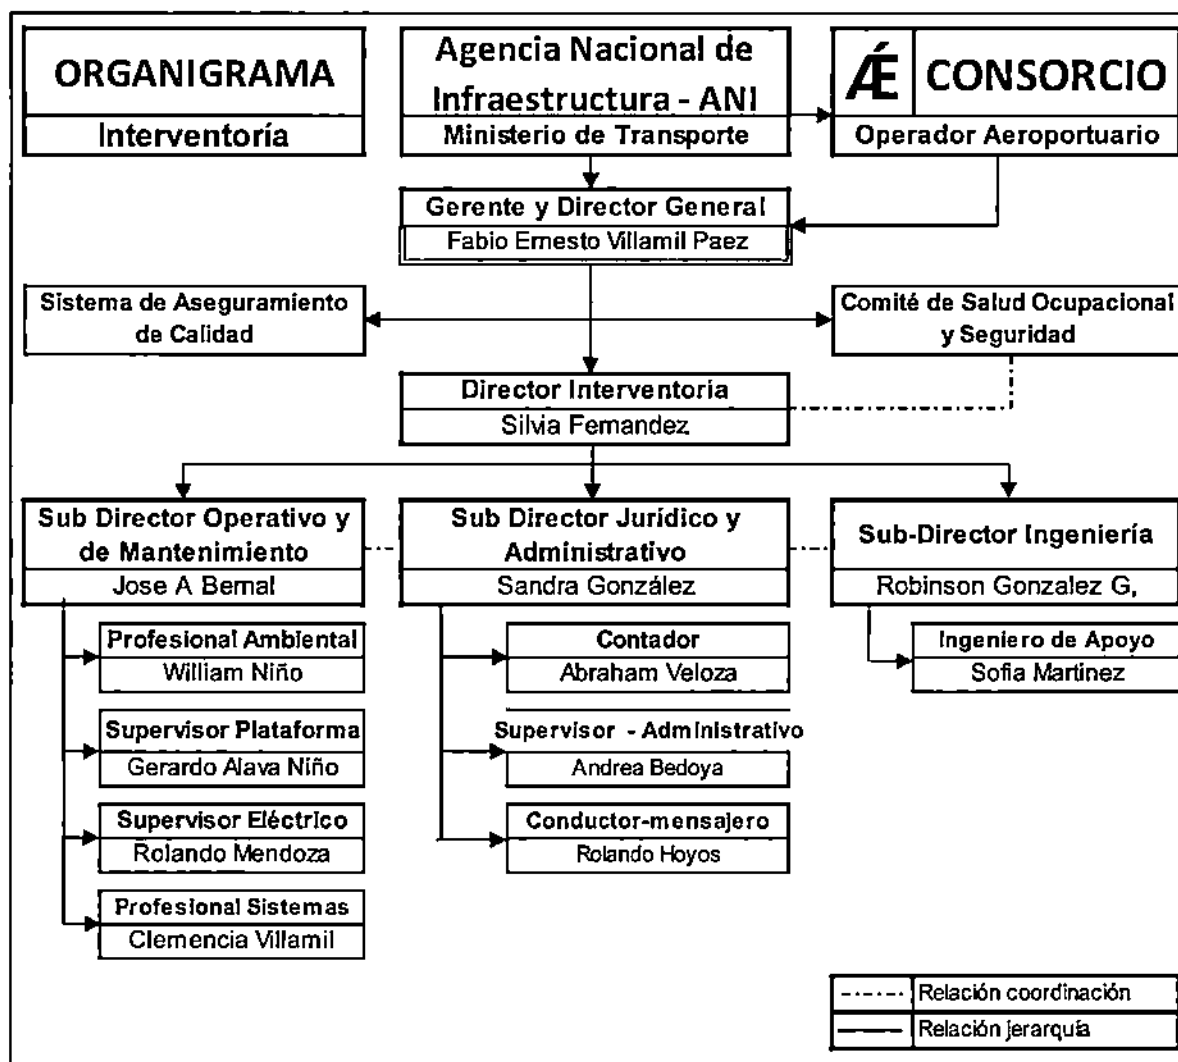 ORGANIGRAMA
Interventoría
Agencia Nacional de
Infraestructura - ANI
Ministerio de Transporte
ÁE CONSORCIO
Operador Aeroportuario
Gerente y Director General
Fabio Ernesto Villamil Paez
Sistema de Aseguramiento
de Calidad
Comité de Salud Ocupacional
y Seguridad
Director Interventoría
Silvia Fernandez
Sub Director Operativo y
de Mantenimiento
Jose A Bernal
Sub Director Jurídico y
Administrativo
Sandra González
Sub-Director Ingeniería
Robinson Gonzalez G,
Profesional Ambiental
William Niño
Supervisor Plataforma
Gerardo Alava Niño
Supervisor Eléctrico
Rolando Mendoza
Profesional Sistemas
Clemencia Villamil
Contador
Abraham Veloza
Supervisor - Administrativo
Andrea Bedoya
Conductor-mensajero
Rolando Hoyos
Ingeniero de Apoyo
Sofia Martinez
Relación coordinación
Relación jerarquía